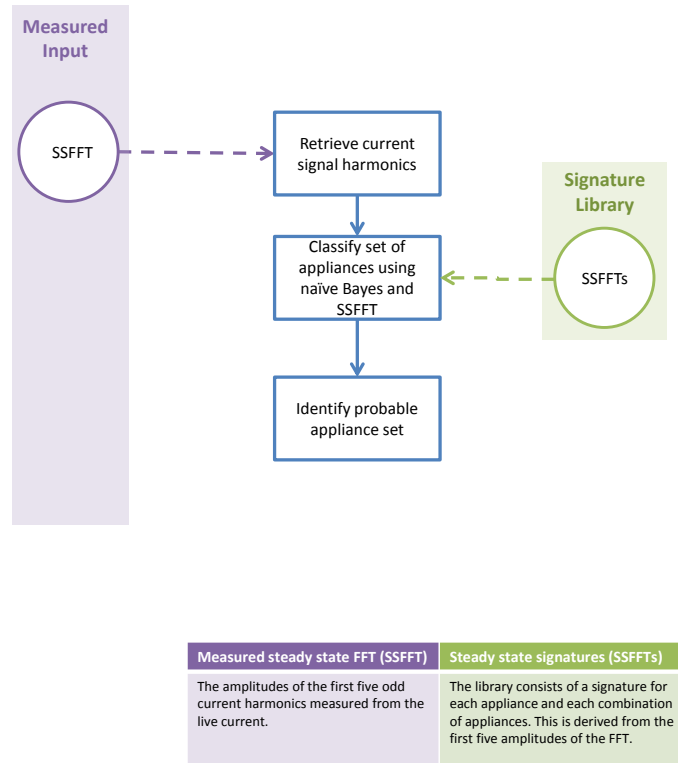 Measured
Input
SSFFT
Retrieve current
signal harmonics
Signature
Library
Classify set of
appliances using
naïve Bayes and
SSFFT
SSFFTs
Identify probable
appliance set
Measured steady state FFT (SSFFT)
The amplitudes of the first five odd
current harmonics measured from the
live current.
Steady state signatures (SSFFTs)
The library consists of a signature for
each appliance and each combination
of appliances. This is derived from the
first five amplitudes of the FFT.